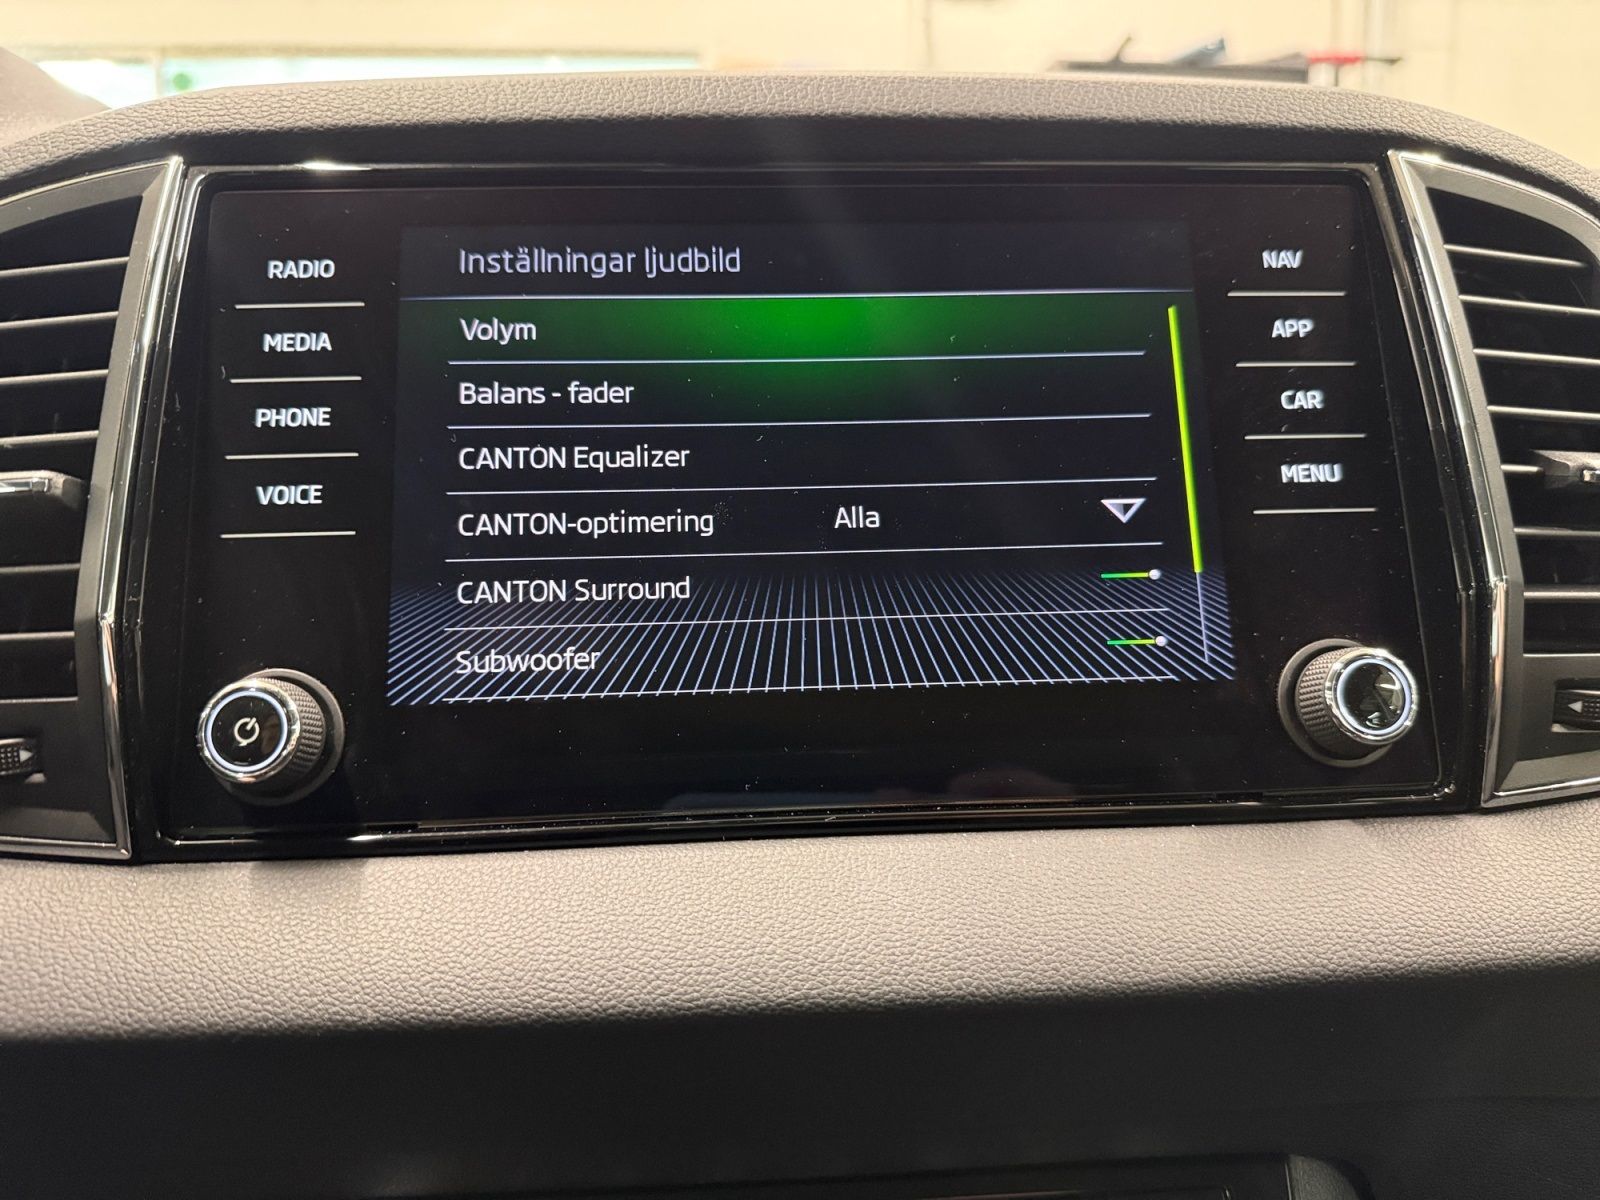 RADIO
MEDIA
PHONE
VOICE
Inställningar ljudbild
Volym
Balans - fader
CANTON Equalizer
CANTON-optimering Alla
CANTON Surround
Subwoofer
NAV
APP
CAR
MENU